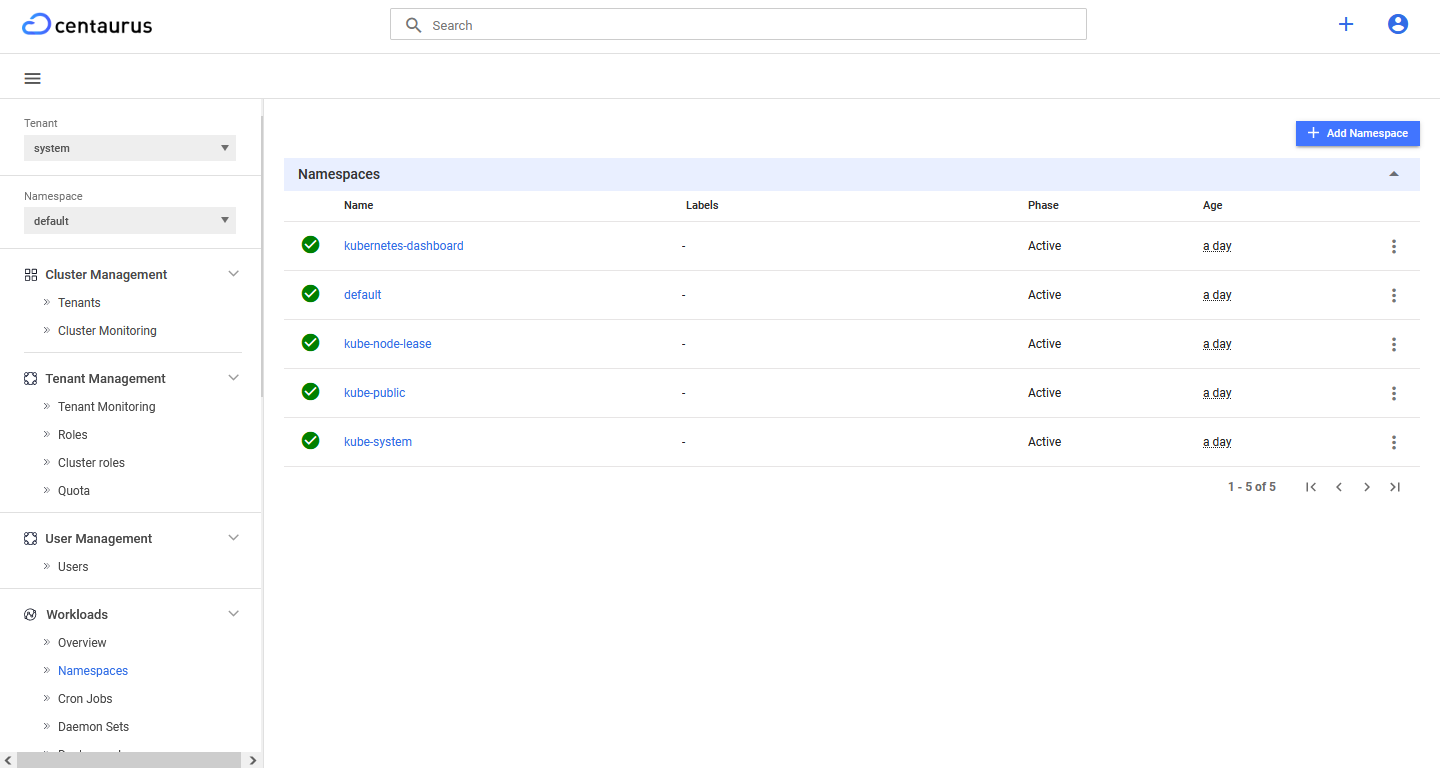 centaurus
Search
Tenant
system
Namespace
default
Cluster Management
Tenants
Cluster Monitoring
Tenant Management
Tenant Monitoring
Roles
Cluster roles
Quota
User Management
Users
Workloads
Overview
Namespaces
Cron Jobs
Daemon Sets
Add Namespace
Namespaces
Name Labels Phase Age
kubernetes-dashboard - Active a day
default - Active a day
kube-node-lease - Active a day
kube-public - Active a day
kube-system - Active a day
1 - 5 of 5